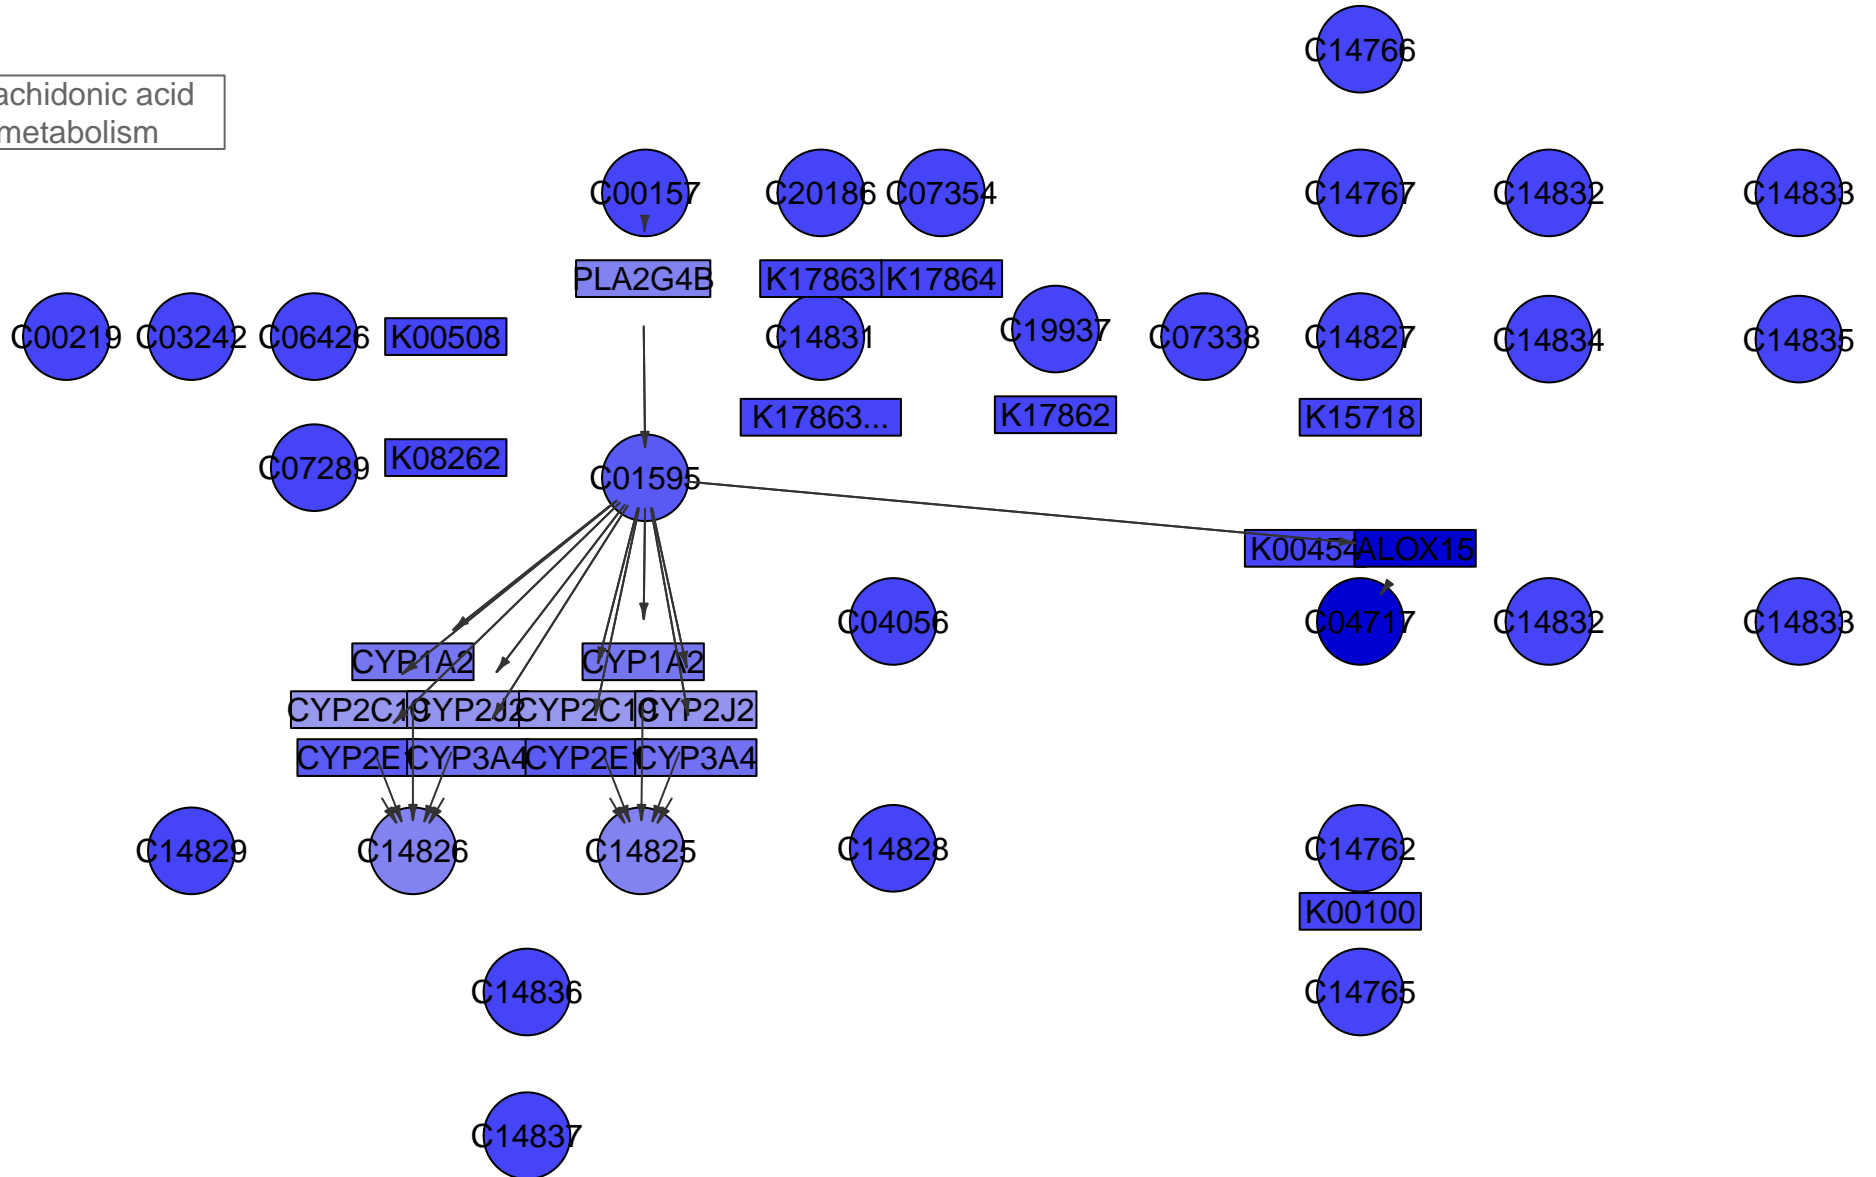 C14766
achidonic acid
metabolism
C00157
C20186
C07354
C14767
C14832
C14833
PLA2G4B
K17863
K17864
C00219
C03242
C06426
K00508
C14831
C19937
C07338
C14827
C14834
C14835
K17863...
K17862
K15718
C07289
K08262
C01595
K00454
ALOX15
C04056
C04717
C14832
C14833
CYP1A2
CYP1A2
CYP2C19
CYP2J2
CYP2C19
CYP2J2
CYP2E1
CYP3A4
CYP2E1
CYP3A4
C14829
C14826
C14825
C14828
C14762
K00100
C14836
C14765
C14837